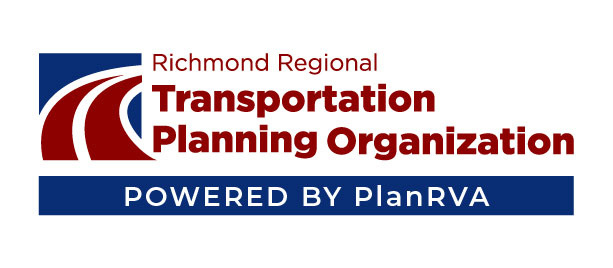 Richmond Regional
Transportation
Planning Organization
POWERED BY PlanRVA